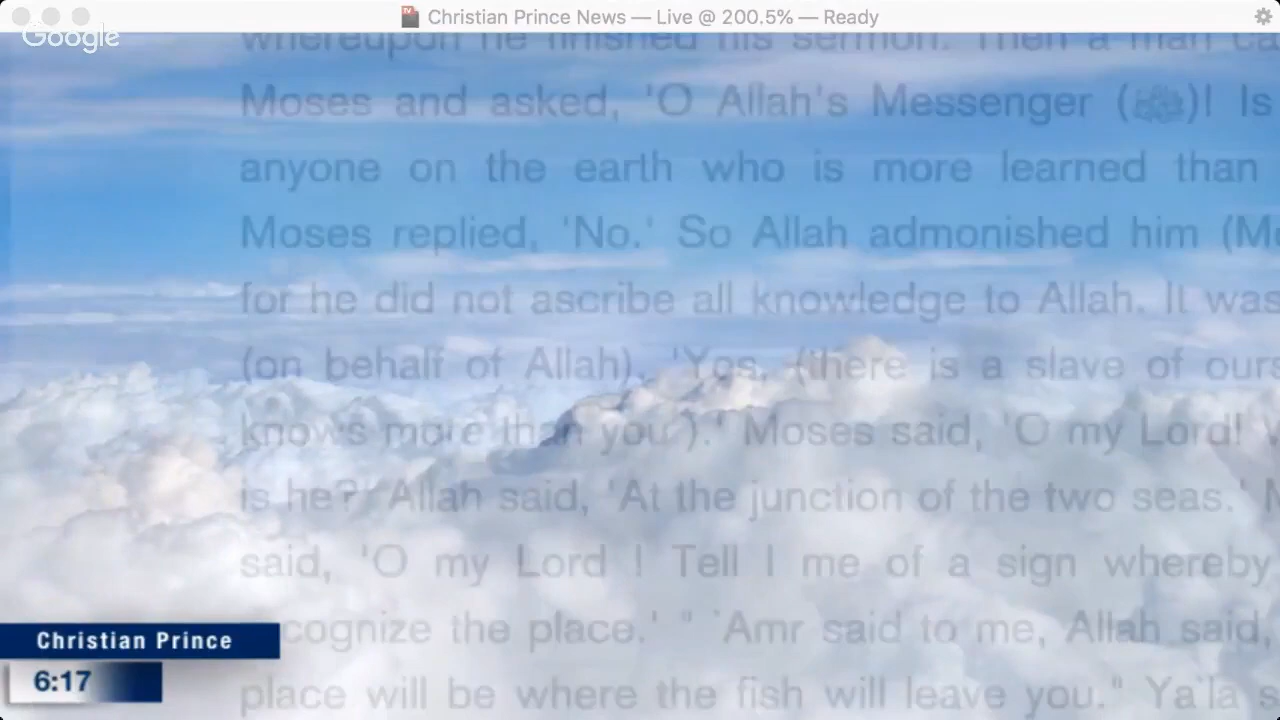 Christian Prince News — Live @ 200.5% — Ready
Google
whereupon he finished his sermon. Then a man
Moses and asked, 'O Allah's Messenger (ﷺ)! Is
anyone on the earth who is more learned than
Moses replied, 'No.' So Allah admonished him
for he did not ascribe all knowledge to Allah. It was
(on behalf of Allah), 'Yes, (there is a slave of ours
knows more than you ).' Moses said, 'O my Lord!
is he?' Allah said, 'At the junction of the two seas.'
said, 'O my Lord ! Tell I me of a sign whereby
cognize the place.' " `Amr said to me, Allah said,
place will be where the fish will leave you." Ya`la
Christian Prince
6:17